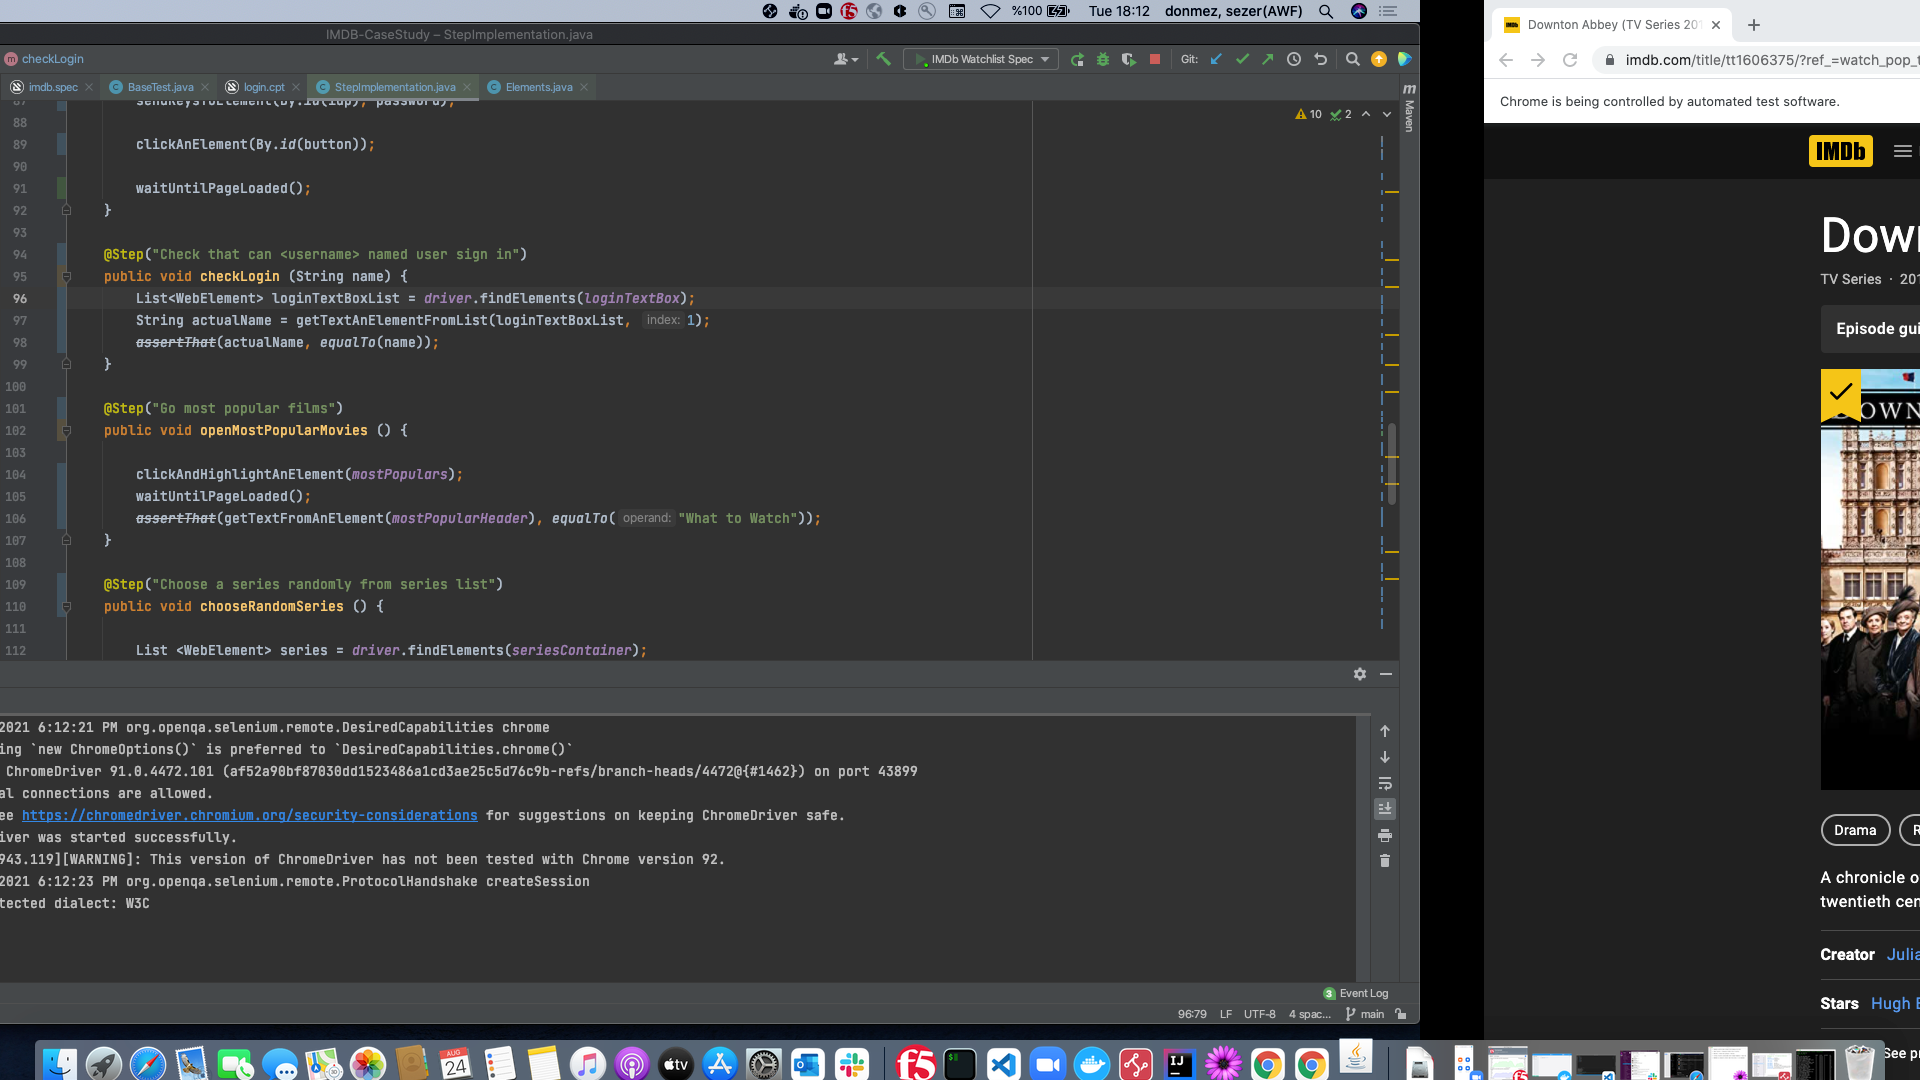 %100 Tue 18:12 donmez, sezer(AWF)
IMDB-CaseStudy – StepImplementation.java
checkLogin IMDb Watchlist Spec Git:
imdb.spec BaseTest.java login.cpt StepImplementation.java Elements.java
Maven
10 2
sendKeysToElement(By.id(idp), password);
88
89 clickAnElement(By.id(button));
90
91 waitUntilPageLoaded();
92 }
93
94 @Step("Check that can <username> named user sign in")
95 public void checkLogin (String name) {
96 List<WebElement> loginTextBoxList = driver.findElements(loginTextBox);
97 String actualName = getTextAnElementFromList(loginTextBoxList, index: 1);
98 assertThat(actualName, equalTo(name));
99 }
100
101 @Step("Go most popular films")
102 public void openMostPopularMovies () {
103
104 clickAndHighlightAnElement(mostPopulars);
105 waitUntilPageLoaded();
106 assertThat(getTextFromAnElement(mostPopularHeader), equalTo( operand: "What to Watch"));
107 }
108
109 @Step("Choose a series randomly from series list")
110 public void chooseRandomSeries () {
111
112 List <WebElement> series = driver.findElements(seriesContainer);
2021 6:12:21 PM org.openqa.selenium.remote.DesiredCapabilities chrome
ing `new ChromeOptions()` is preferred to `DesiredCapabilities.chrome()`
ChromeDriver 91.0.4472.101 (af52a90bf87030dd1523486a1cd3ae25c5d76c9b-refs/branch-heads/4472@{#1462}) on port 43899
al connections are allowed.
ee https://chromedriver.chromium.org/security-considerations for suggestions on keeping ChromeDriver safe.
iver was started successfully.
943.119][WARNING]: This version of ChromeDriver has not been tested with Chrome version 92.
2021 6:12:23 PM org.openqa.selenium.remote.ProtocolHandshake createSession
tected dialect: W3C
3 Event Log
96:79 LF UTF-8 4 spac... main
AUG
24
tv
Downton Abbey (TV Series 201
imdb.com/title/tt1606375/?ref_=watch_pop_t
Chrome is being controlled by automated test software.
IMDb
Down
TV Series · 201
Episode gui
DOWN
Drama R
A chronicle o
twentieth cen
Creator Julia
Stars Hugh B
See pr